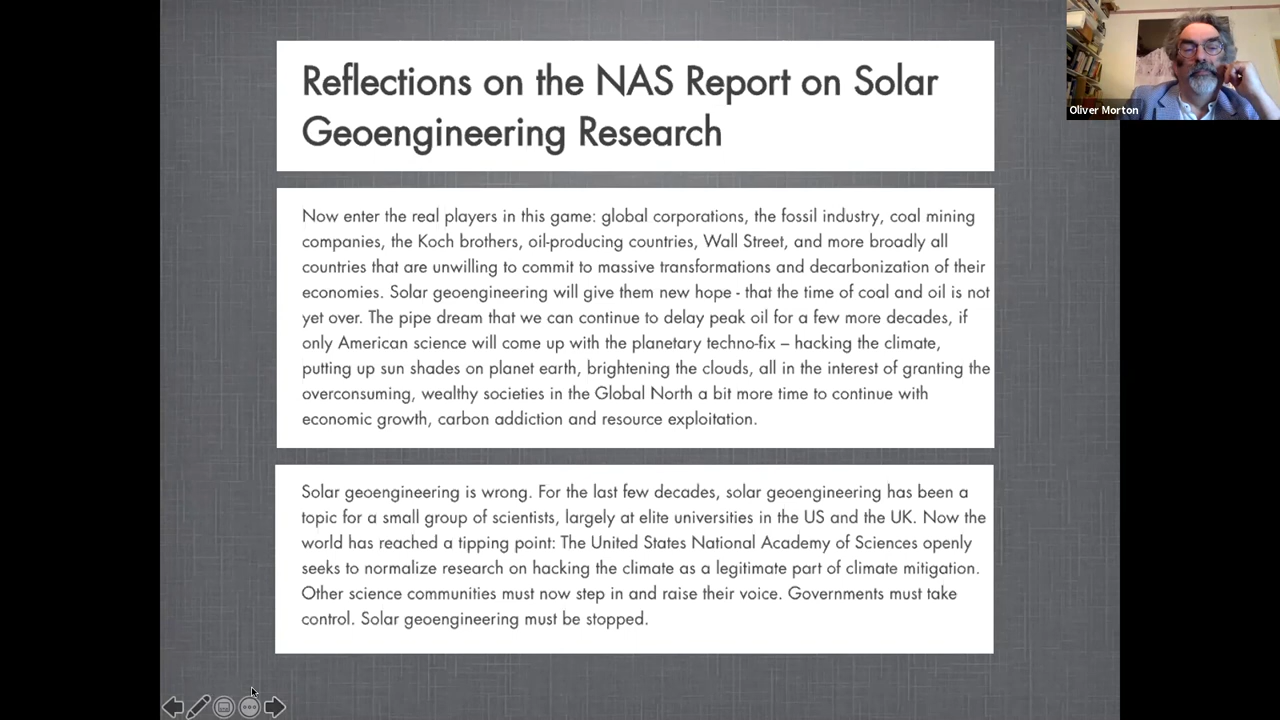 Reflections on the NAS Report on Solar
Geoengineering Research
Now enter the real players in this game: global corporations, the fossil industry, coal mining
companies, the Koch brothers, oil-producing countries, Wall Street, and more broadly all
countries that are unwilling to commit to massive transformations and decarbonization of their
economies. Solar geoengineering will give them new hope - that the time of coal and oil is not
yet over. The pipe dream that we can continue to delay peak oil for a few more decades, if
only American science will come up with the planetary techno-fix – hacking the climate,
putting up sun shades on planet earth, brightening the clouds, all in the interest of granting the
overconsuming, wealthy societies in the Global North a bit more time to continue with
economic growth, carbon addiction and resource exploitation.
Solar geoengineering is wrong. For the last few decades, solar geoengineering has been a
topic for a small group of scientists, largely at elite universities in the US and the UK. Now the
world has reached a tipping point: The United States National Academy of Sciences openly
seeks to normalize research on hacking the climate as a legitimate part of climate mitigation.
Other science communities must now step in and raise their voice. Governments must take
control. Solar geoengineering must be stopped.
Oliver Morton